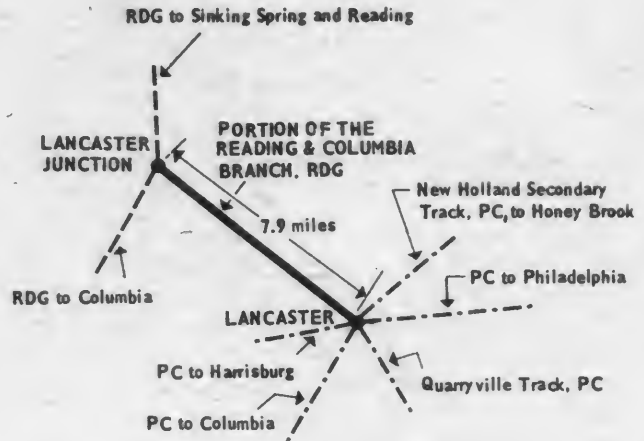 RDG to Sinking Spring and Reading
LANCASTER
JUNCTION
PORTION OF THE
READING & COLUMBIA
BRANCH, RDG
7.9 miles
New Holland Secondary
Track, PC, to Honey Brook
PC to Philadelphia
RDG to Columbia
LANCASTER
PC to Harrisburg
PC to Columbia
Quarryville Track, PC